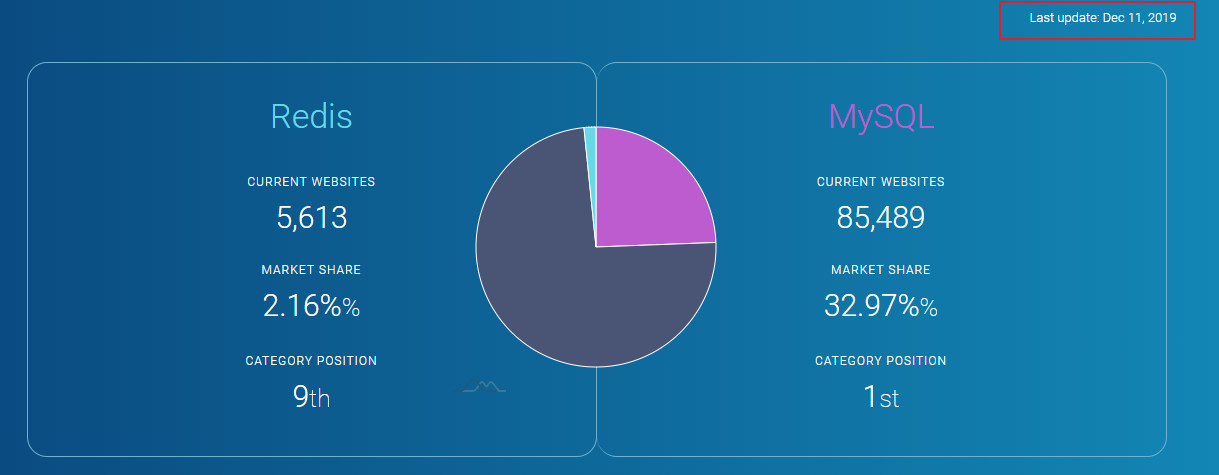 Last update: Dec 11, 2019
Redis
CURRENT WEBSITES
5,613
MARKET SHARE
2.16%%
CATEGORY POSITION
9th
MySQL
CURRENT WEBSITES
85,489
MARKET SHARE
32.97%%
CATEGORY POSITION
1st